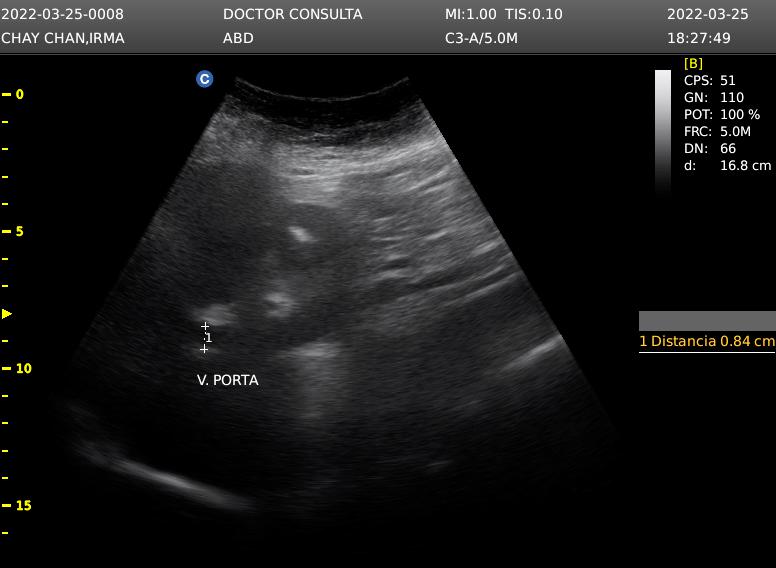 2022-03-25-0008 DOCTOR CONSULTA MI:1.00 TIS:0.10 2022-03-25
CHAY CHAN,IRMA ABD C3-A/5.0M 18:27:49
[B]
CPS: 51
GN: 110
POT: 100 %
FRC: 5.0M
DN: 66
d: 16.8 cm
C
0
5
10
15
1
V. PORTA
1 Distancia 0.84 cm